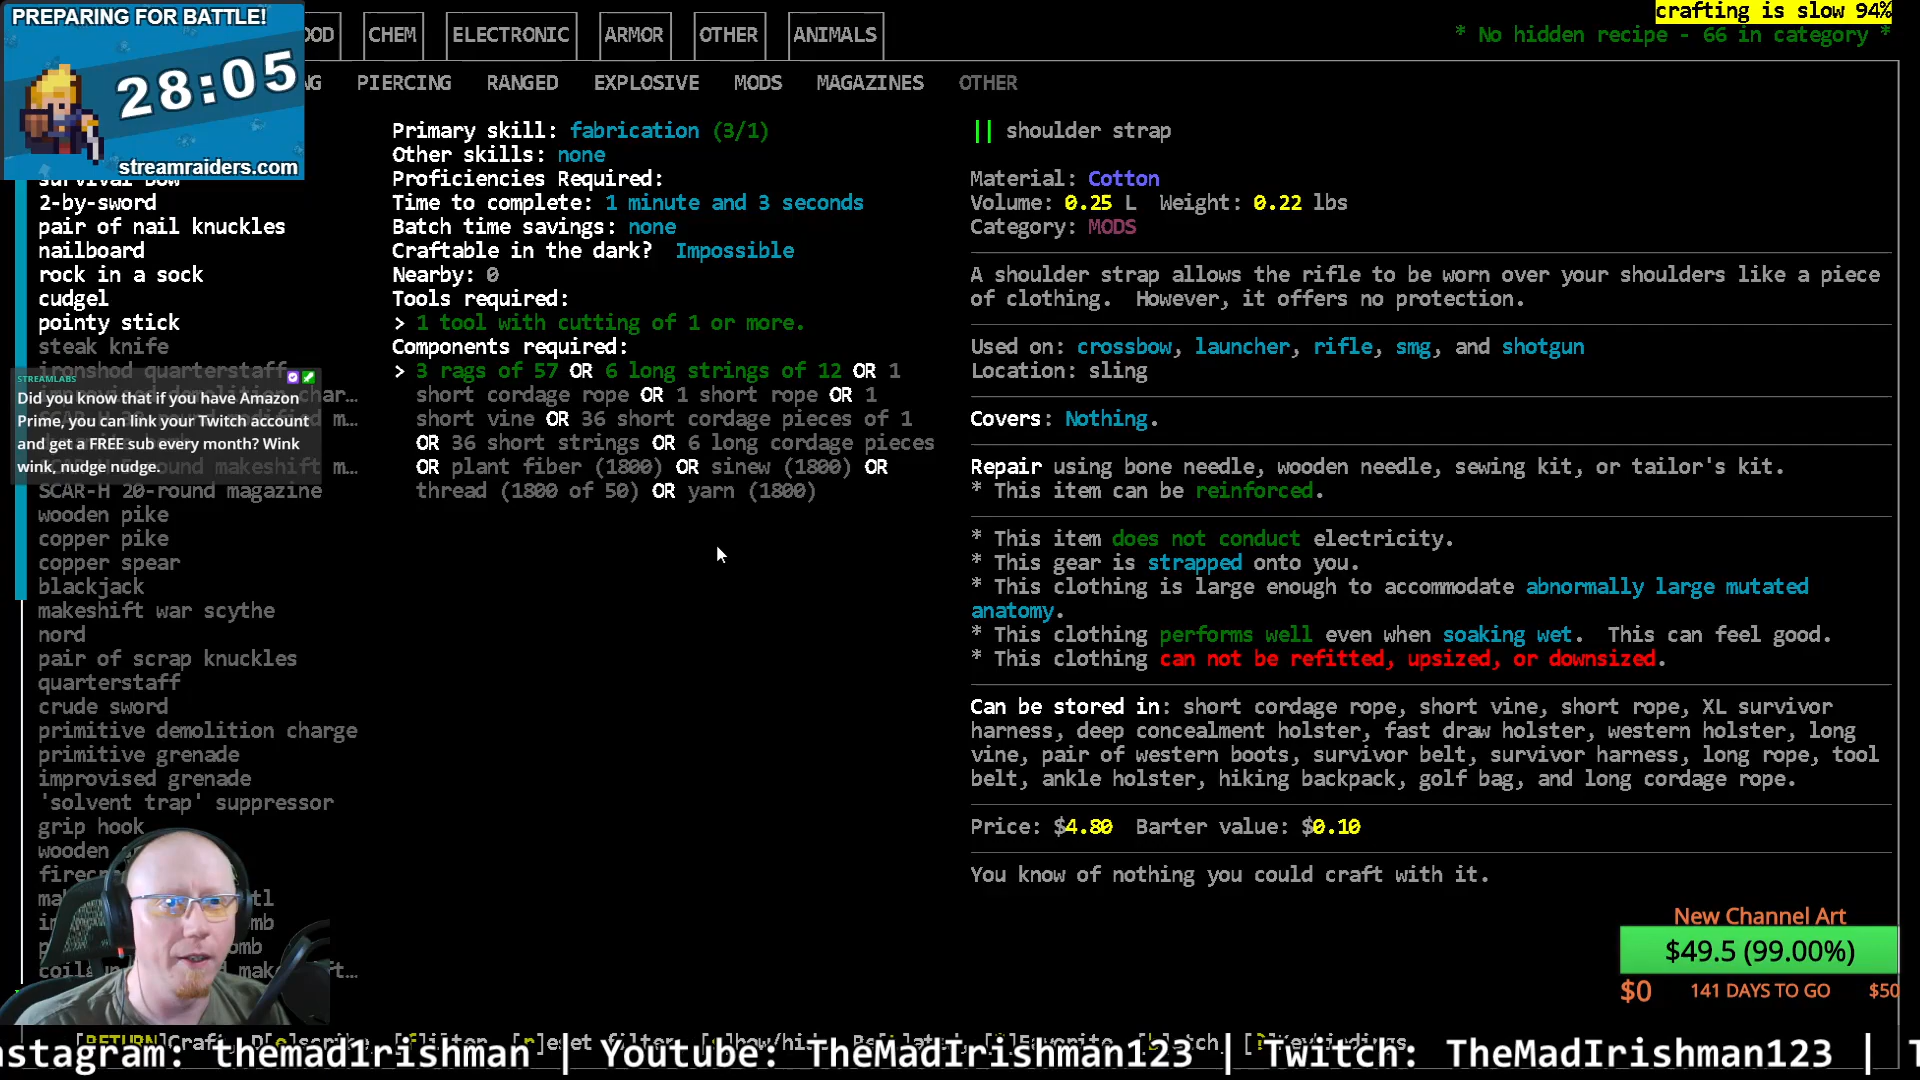 PREPARING FOR BATTLE!
28:05
streamraiders.com
OOD CHEM ELECTRONIC ARMOR OTHER ANIMALS
crafting is slow 94%
* No hidden recipe - 66 in category *
NG PIERCING RANGED EXPLOSIVE MODS MAGAZINES OTHER
survival bow
2-by-sword
pair of nail knuckles
nailboard
rock in a sock
cudgel
pointy stick
steak knife
ironshod quarterstaff
STREAMLABS
Did you know that if you have Amazon
Prime, you can link your Twitch account
and get a FREE sub every month? Wink
wink, nudge nudge.
SCAR-H 20-round magazine
wooden pike
copper pike
copper spear
blackjack
makeshift war scythe
nord
pair of scrap knuckles
quarterstaff
crude sword
primitive demolition charge
primitive grenade
improvised grenade
'solvent trap' suppressor
grip hook
wooden
Primary skill: fabrication (3/1)
Other skills: none
Proficiencies Required:
Time to complete: 1 minute and 3 seconds
Batch time savings: none
Craftable in the dark? Impossible
Nearby: 0
Tools required:
> 1 tool with cutting of 1 or more.
Components required:
> 3 rags of 57 OR 6 long strings of 12 OR 1
short cordage rope OR 1 short rope OR 1
short vine OR 36 short cordage pieces of 1
OR 36 short strings OR 6 long cordage pieces
OR plant fiber (1800) OR sinew (1800) OR
thread (1800 of 50) OR yarn (1800)
|| shoulder strap
Material: Cotton
Volume: 0.25 L Weight: 0.22 lbs
Category: MODS
A shoulder strap allows the rifle to be worn over your shoulders like a piece
of clothing. However, it offers no protection.
Used on: crossbow, launcher, rifle, smg, and shotgun
Location: sling
Covers: Nothing.
Repair using bone needle, wooden needle, sewing kit, or tailor's kit.
* This item can be reinforced.
* This item does not conduct electricity.
* This gear is strapped onto you.
* This clothing is large enough to accommodate abnormally large mutated
anatomy.
* This clothing performs well even when soaking wet. This can feel good.
* This clothing can not be refitted, upsized, or downsized.
Can be stored in: short cordage rope, short vine, short rope, XL survivor
harness, deep concealment holster, fast draw holster, western holster, long
vine, pair of western boots, survivor belt, survivor harness, long rope, tool
belt, ankle holster, hiking backpack, golf bag, and long cordage rope.
Price: $4.80 Barter value: $0.10
You know of nothing you could craft with it.
New Channel Art
$49.5 (99.00%)
$0 141 DAYS TO GO $50
nstagram: themad1rishman | Youtube: TheMadIrishman123 | Twitch: TheMadIrishman123 |